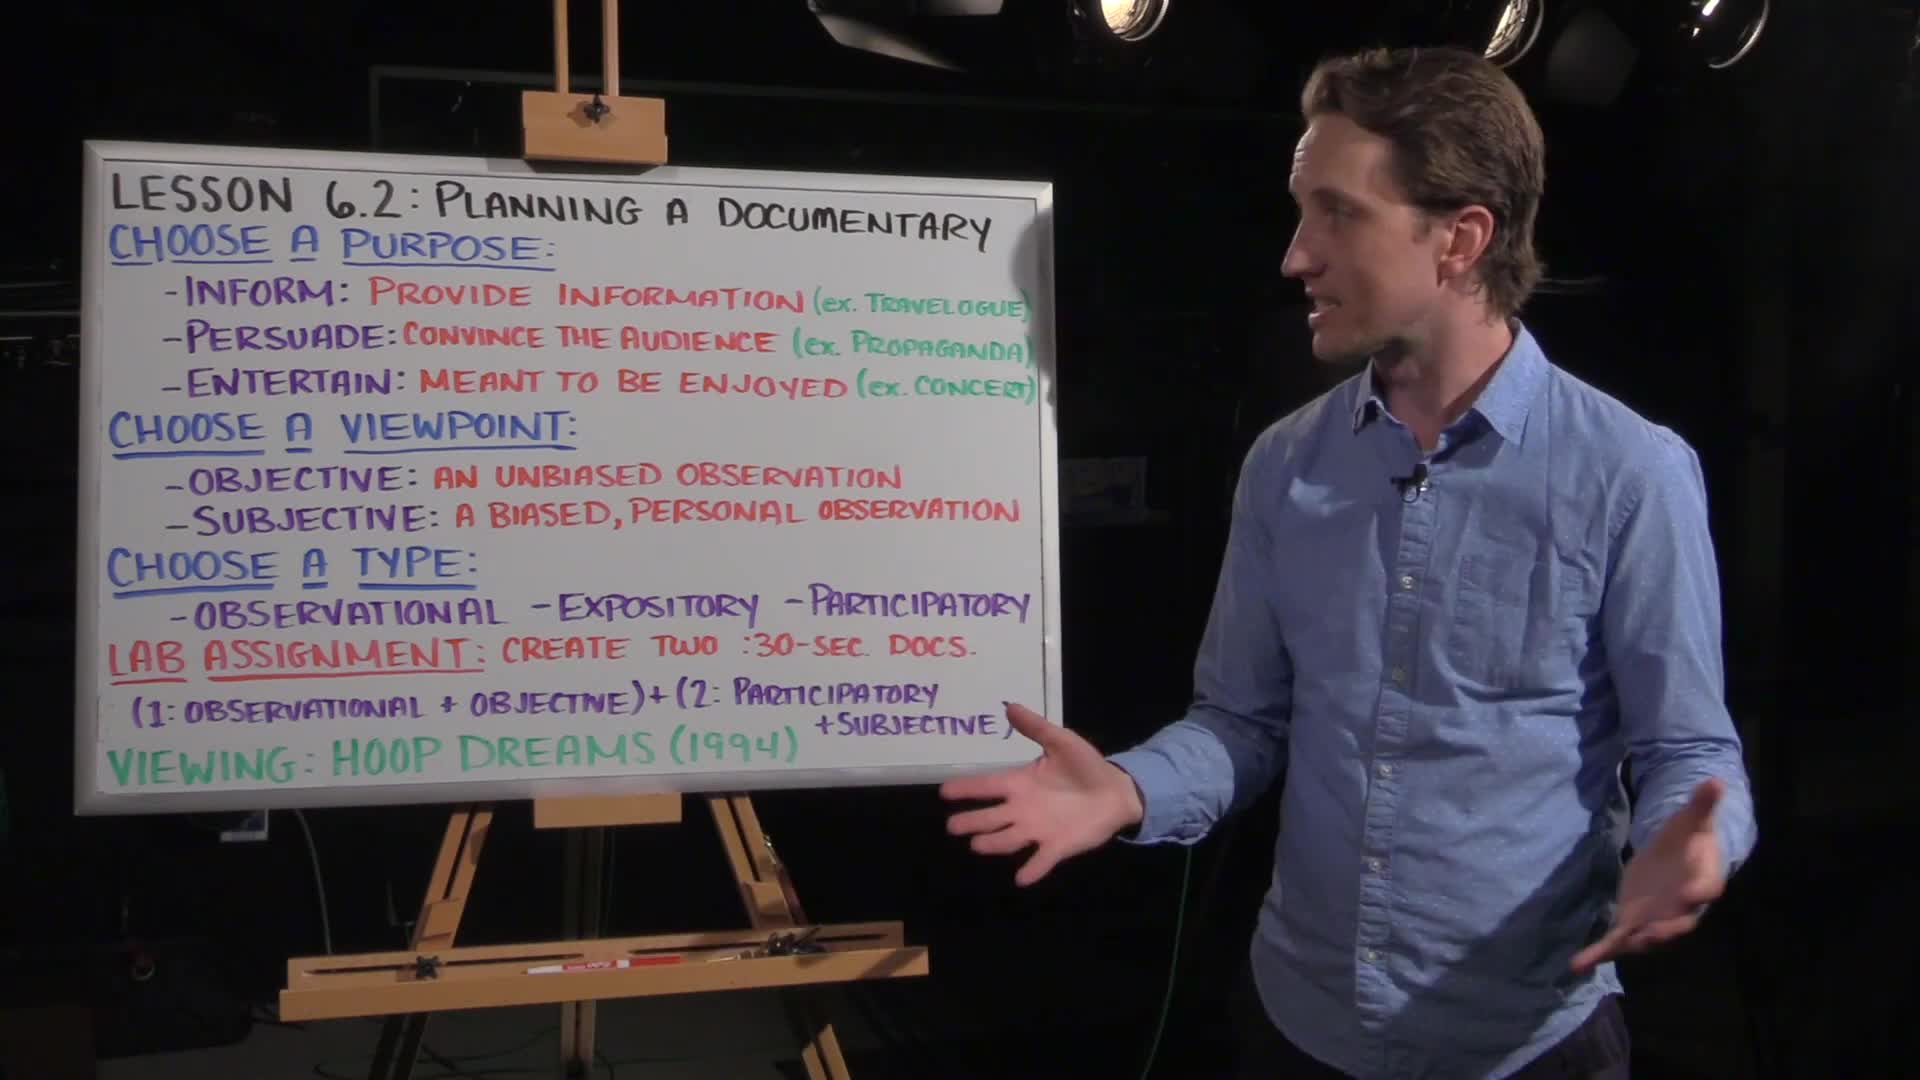 LESSON 6.2: PLANNING A DOCUMENTARY
CHOOSE A PURPOSE:
-INFORM: PROVIDE INFORMATION (ex. TRAVELOGUE)
-PERSUADE: CONVINCE THE AUDIENCE (ex. PROPAGANDA)
-ENTERTAIN: MEANT TO BE ENJOYED (ex. CONCERT)
CHOOSE A VIEWPOINT:
-OBJECTIVE: AN UNBIASED OBSERVATION
-SUBJECTIVE: A BIASED, PERSONAL OBSERVATION
CHOOSE A TYPE:
-OBSERVATIONAL -EXPOSITORY -PARTICIPATORY
LAB ASSIGNMENT: CREATE TWO :30-SEC. DOCS.
(1: OBSERVATIONAL + OBJECTIVE) + (2: PARTICIPATORY
+SUBJECTIVE)
VIEWING: HOOP DREAMS (1994)